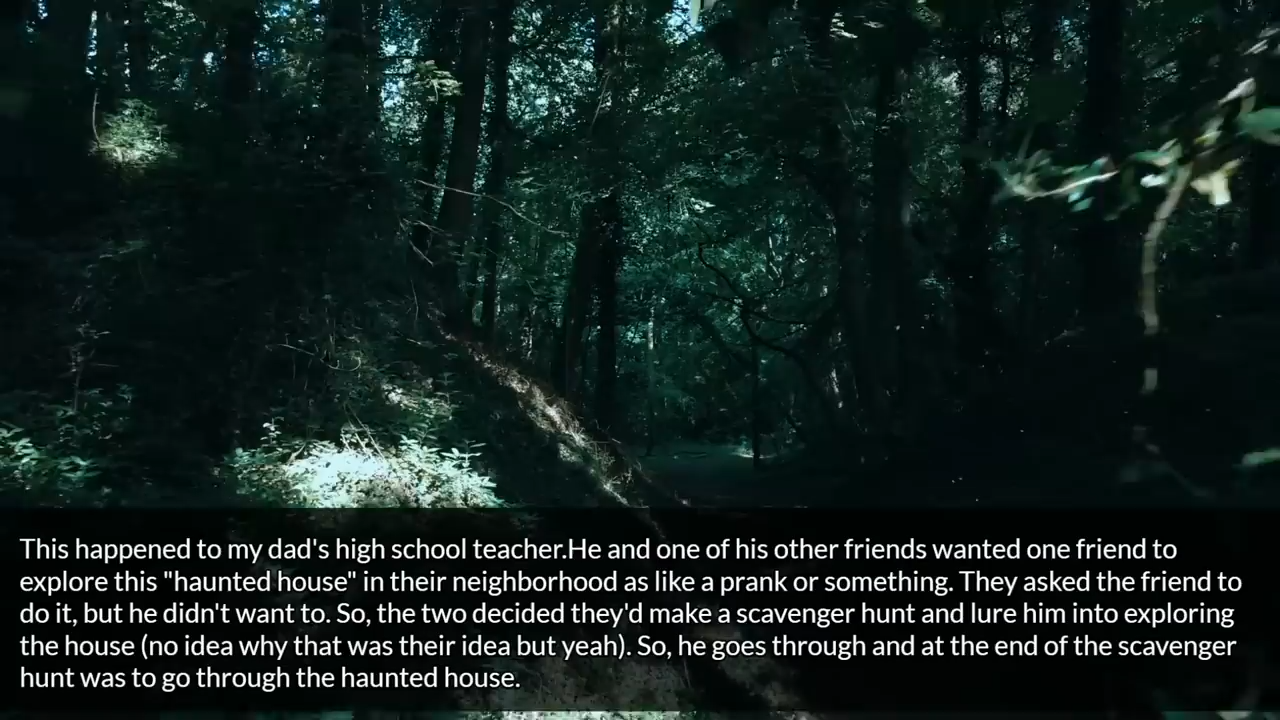 This happened to my dad's high school teacher.He and one of his other friends wanted one friend to
explore this "haunted house" in their neighborhood as like a prank or something. They asked the friend to
do it, but he didn't want to. So, the two decided they'd make a scavenger hunt and lure him into exploring
the house (no idea why that was their idea but yeah). So, he goes through and at the end of the scavenger
hunt was to go through the haunted house.